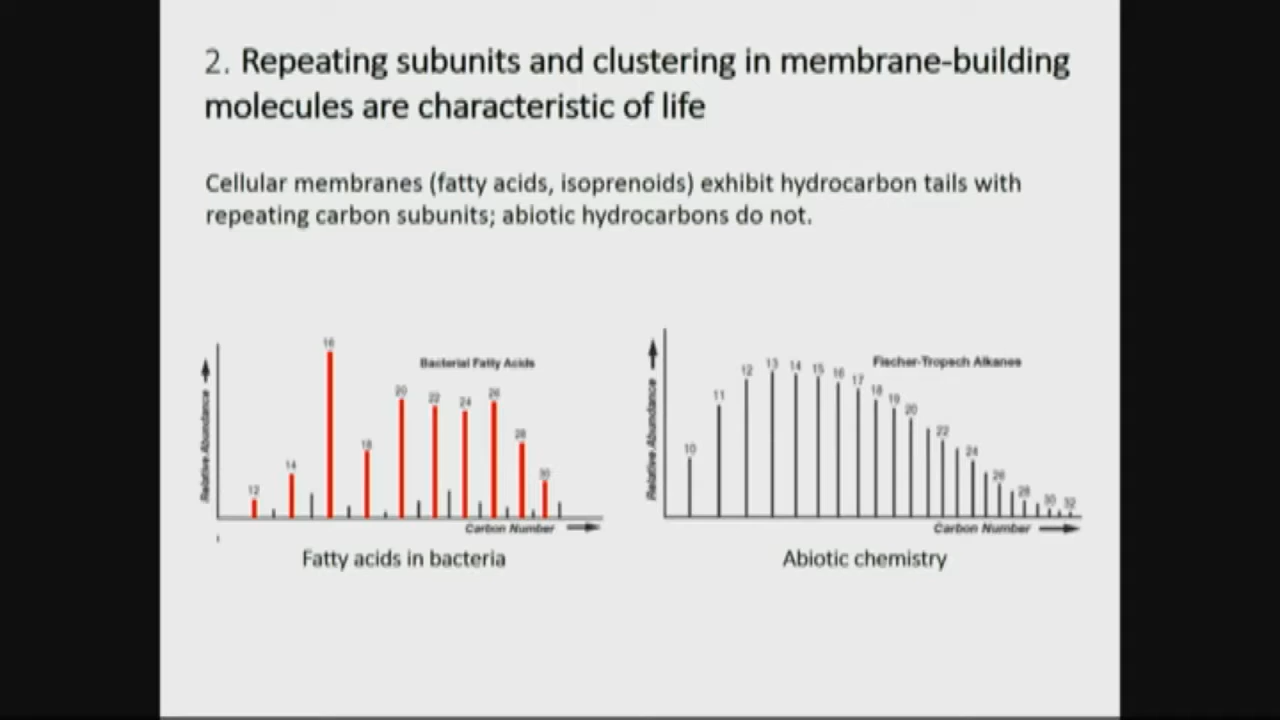 2. Repeating subunits and clustering in membrane-building
molecules are characteristic of life
Cellular membranes (fatty acids, isoprenoids) exhibit hydrocarbon tails with
repeating carbon subunits; abiotic hydrocarbons do not.
Bacterial Fatty Acids
Relative Abundance
12
14
16
18
20
22
24
26
28
30
Carbon Number
Fatty acids in bacteria
Fischer-Tropsch Alkanes
Relative Abundance
10
11
12
13
14
15
16
17
18
19
20
22
24
26
28
30
32
Carbon Number
Abiotic chemistry